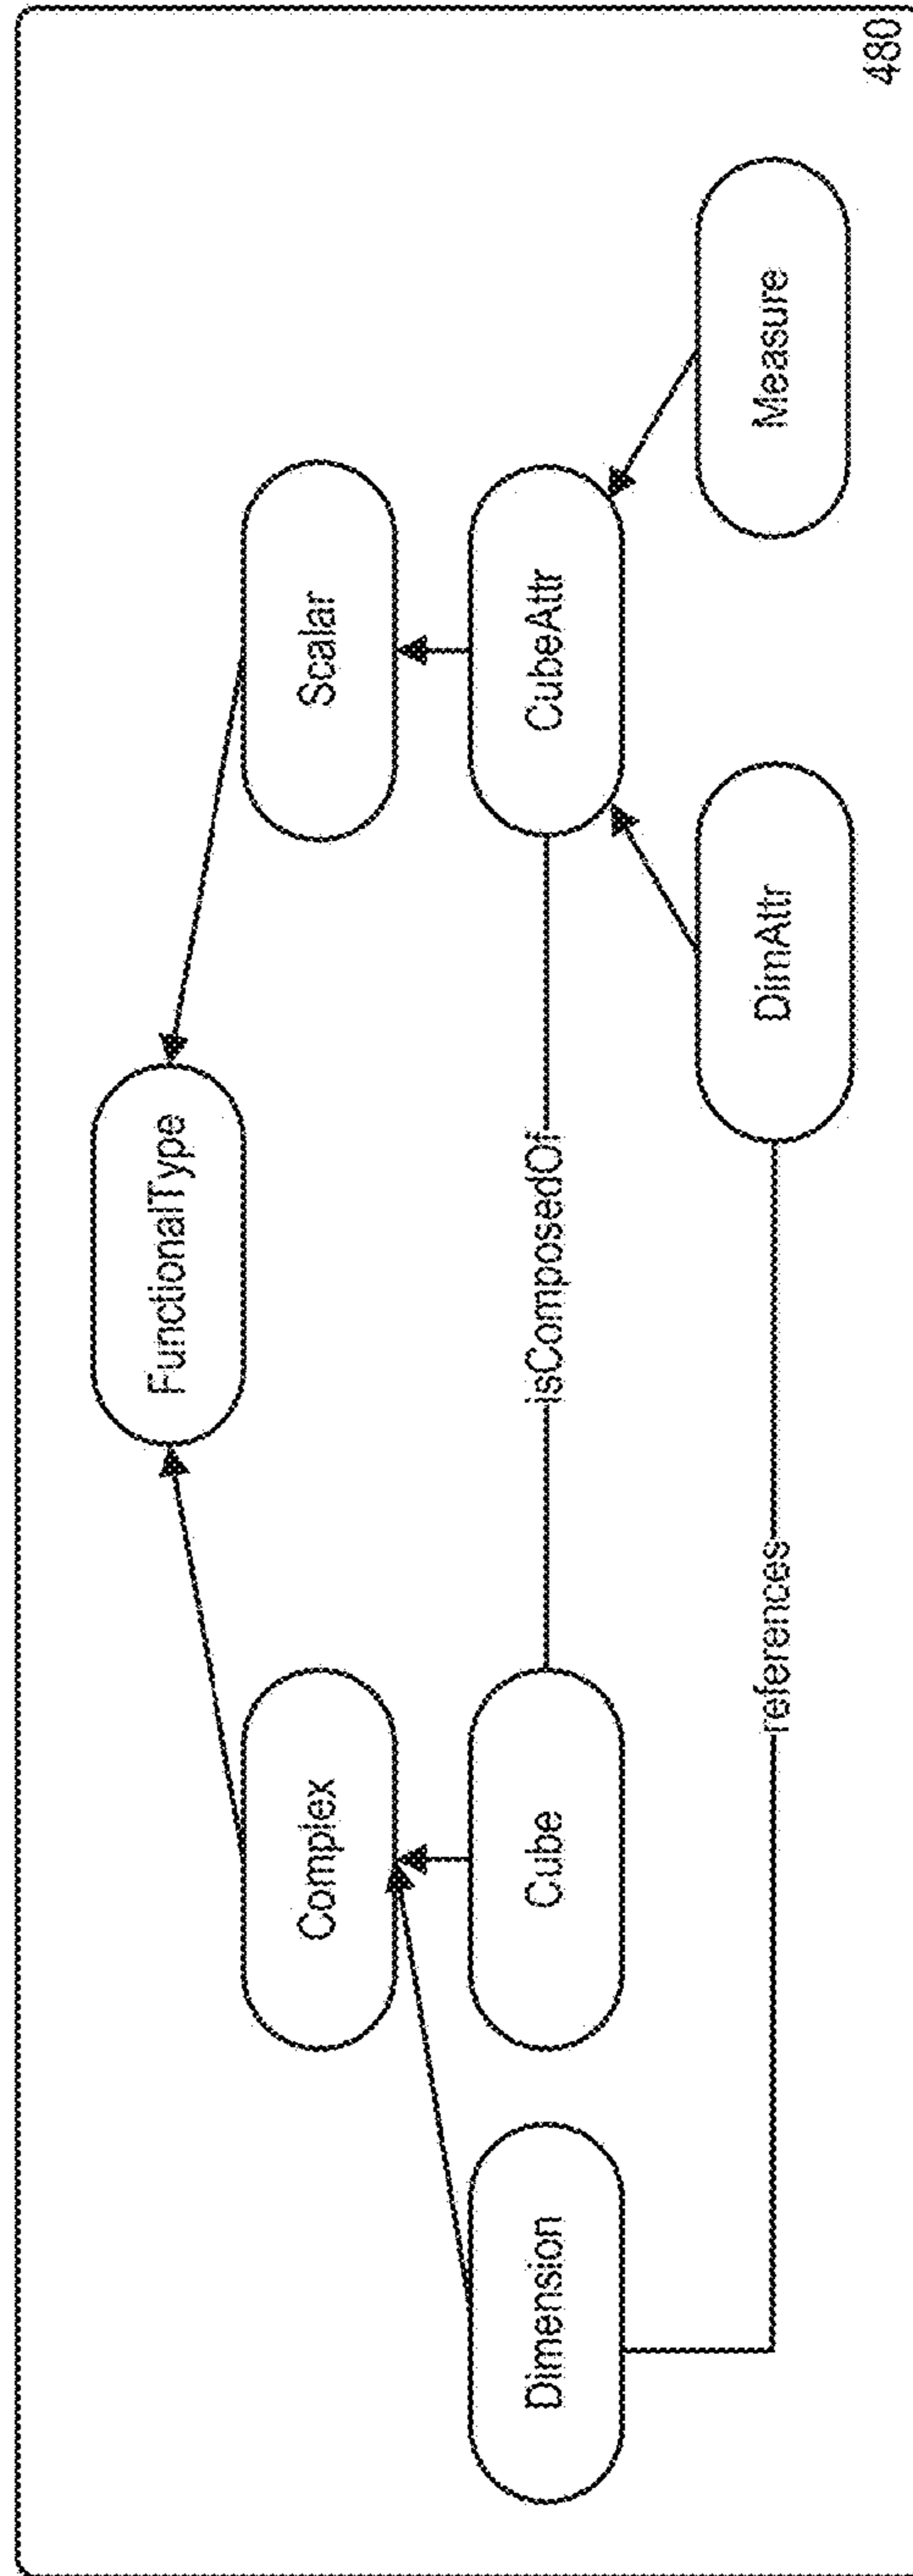 FunctionalType
Complex
Scalar
Dimension
Cube
isComposedOf
CubeAttr
references
DimAttr
Measure
480